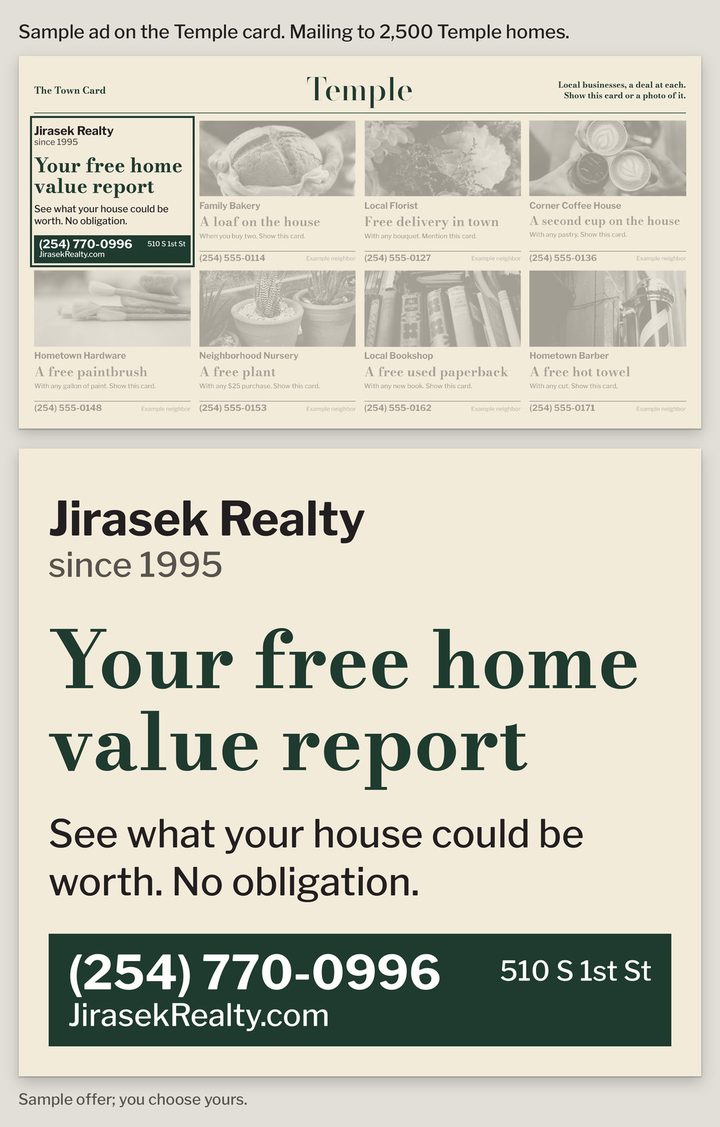 Sample ad on the Temple card. Mailing to 2,500 Temple homes.
The Town Card
Temple
Local businesses, a deal at each.
Show this card or a photo of it.
Jirasek Realty
since 1995
Your free home
value report
See what your house could be
worth. No obligation.
(254) 770-0996
510 S 1st St
JirasekRealty.com
Family Bakery
A loaf on the house
When you buy two. Show this card.
(254) 555-0114
Example neighbor
Local Florist
Free delivery in town
With any bouquet. Mention this card.
(254) 555-0127
Example neighbor
Corner Coffee House
A second cup on the house
With any pastry. Show this card.
(254) 555-0136
Example neighbor
Hometown Hardware
A free paintbrush
With any gallon of paint. Show this card.
(254) 555-0148
Example neighbor
Neighborhood Nursery
A free plant
With any $25 purchase. Show this card.
(254) 555-0153
Example neighbor
Local Bookshop
A free used paperback
With any new book. Show this card.
(254) 555-0162
Example neighbor
Hometown Barber
A free hot towel
With any cut. Show this card.
(254) 555-0171
Example neighbor
Jirasek Realty
since 1995
Your free home
value report
See what your house could be
worth. No obligation.
(254) 770-0996
510 S 1st St
JirasekRealty.com
Sample offer; you choose yours.